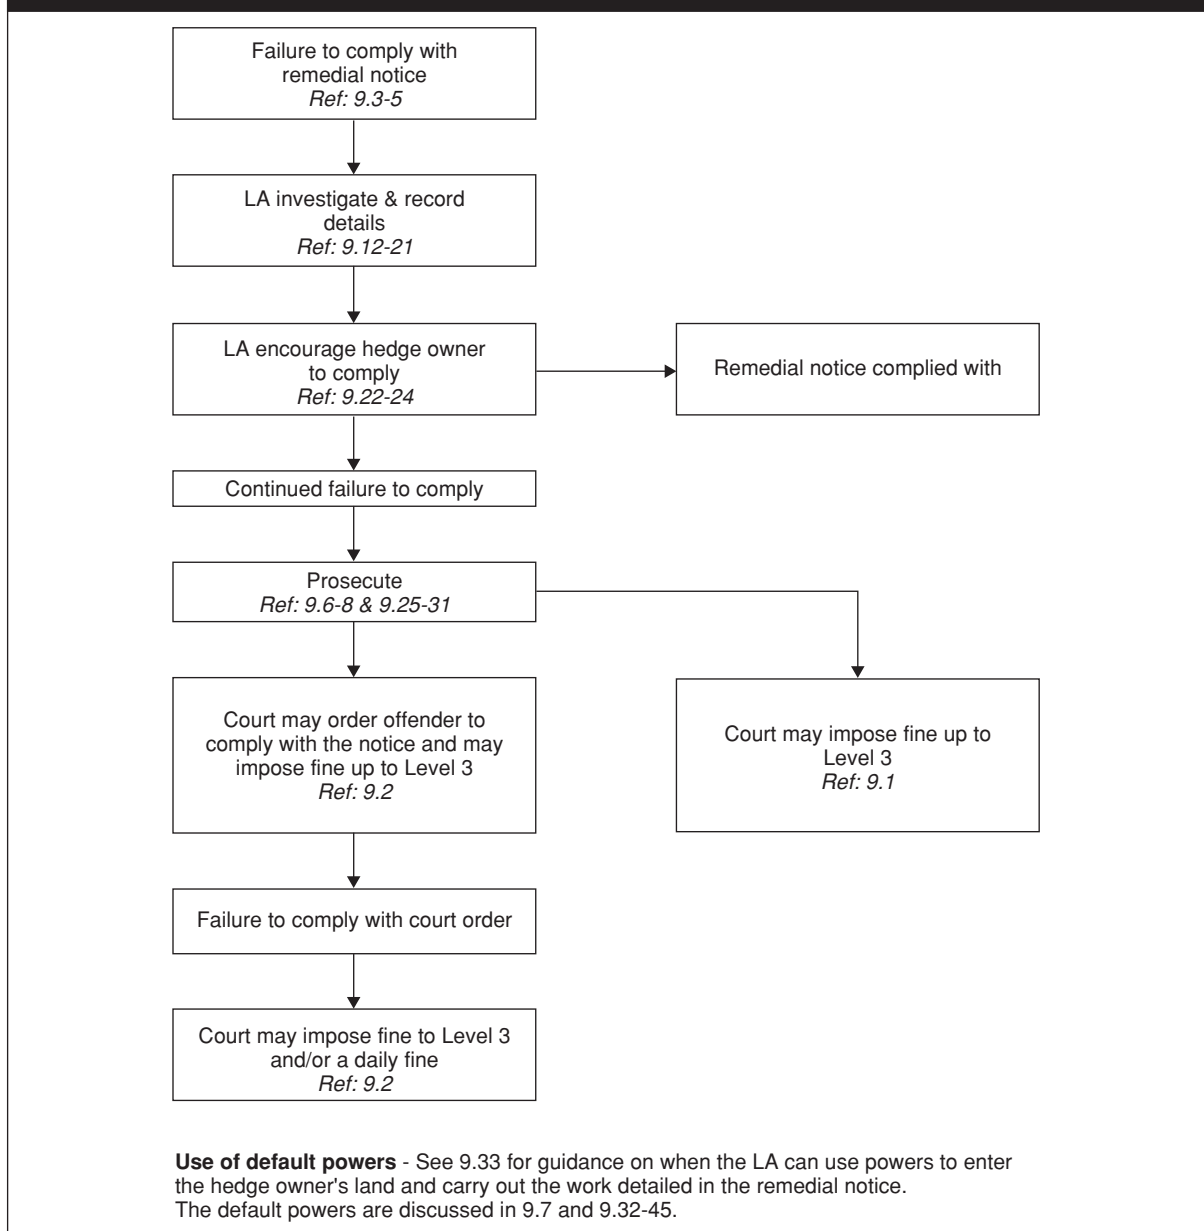 Failure to comply with
remedial notice
Ref: 9.3-5
LA investigate & record
details
Ref: 9.12-21
LA encourage hedge owner
to comply
Ref: 9.22-24
Remedial notice complied with
Continued failure to comply
Prosecute
Ref: 9.6-8 & 9.25-31
Court may order offender to
comply with the notice and may
impose fine up to Level 3
Ref: 9.2
Court may impose fine up to
Level 3
Ref: 9.1
Failure to comply with court order
Court may impose fine to Level 3
and/or a daily fine
Ref: 9.2
Use of default powers - See 9.33 for guidance on when the LA can use powers to enter
the hedge owner's land and carry out the work detailed in the remedial notice.
The default powers are discussed in 9.7 and 9.32-45.